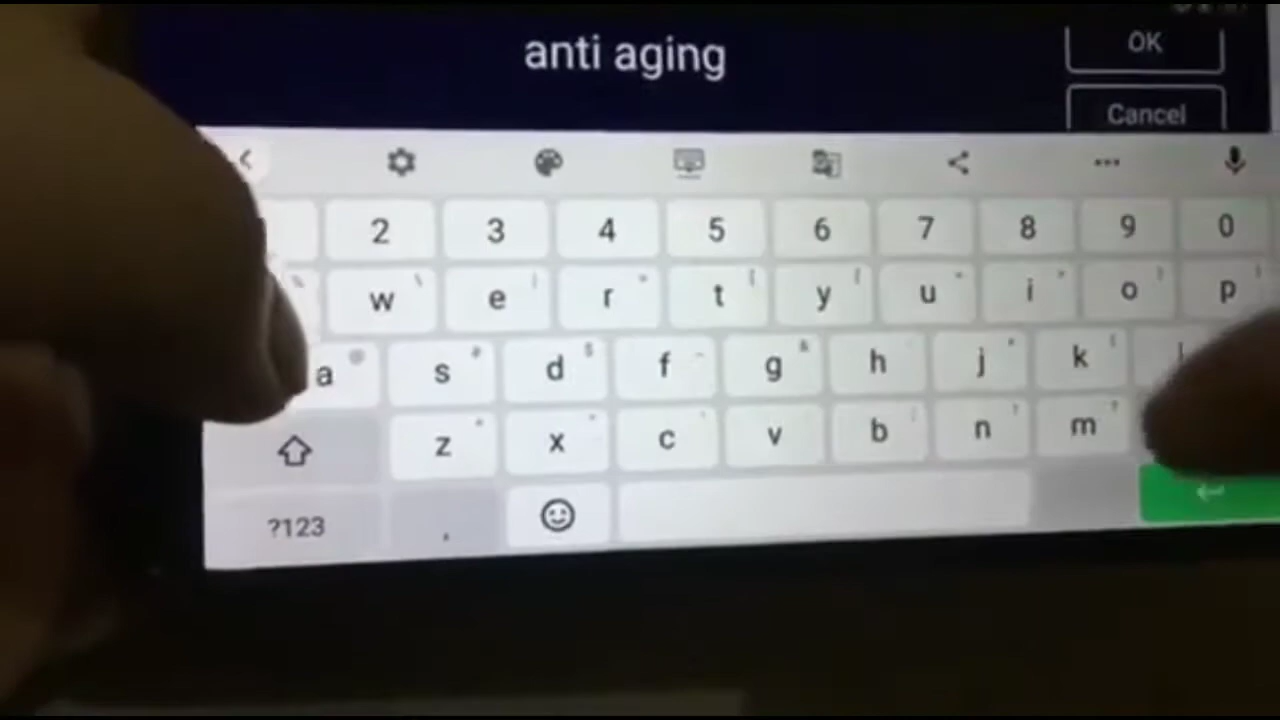 anti aging
OK
Cancel
2 3 4 5 6 7 8 9 0
w e r t y u i o p
a s d f g h j k
z x c v b n m
?123 ,